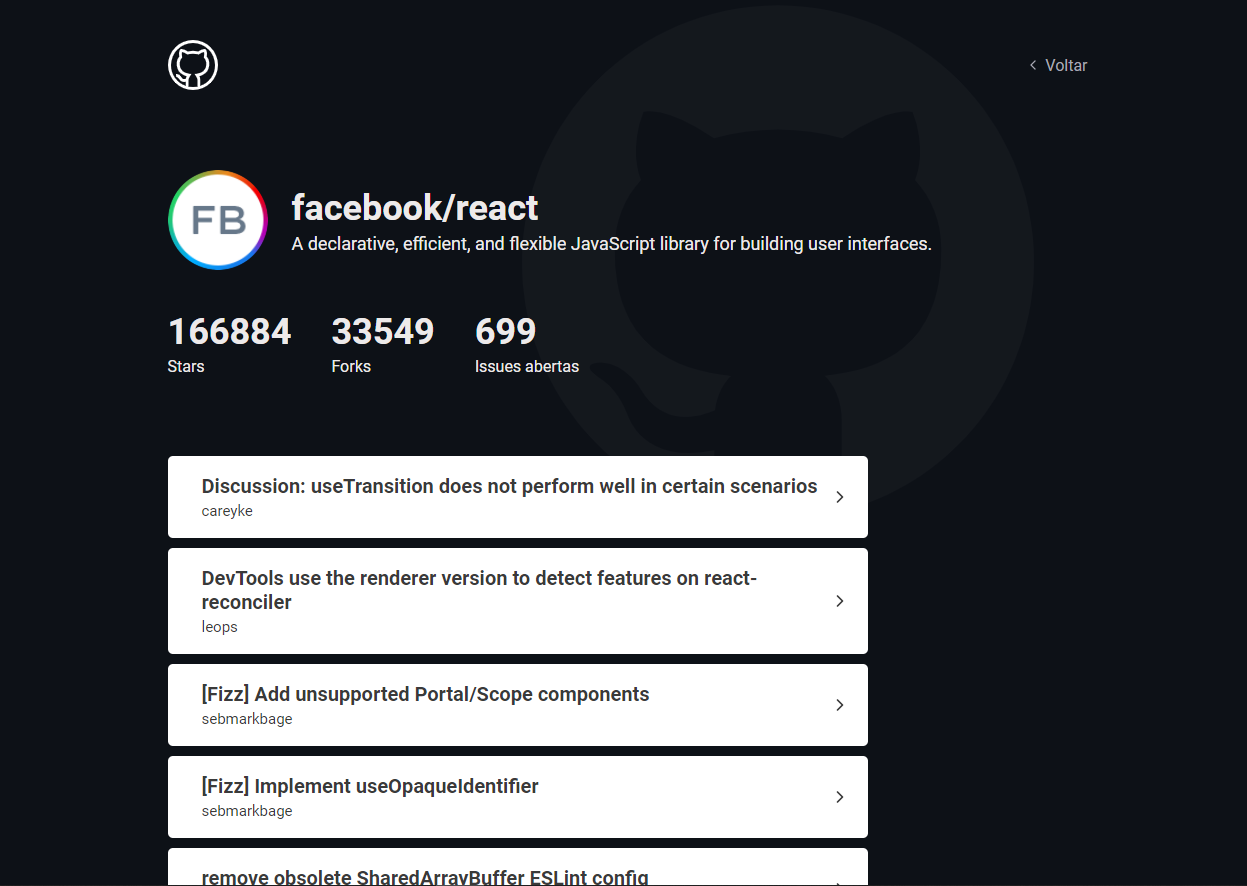 Voltar
FB
facebook/react
A declarative, efficient, and flexible JavaScript library for building user interfaces.
166884 33549 699
Stars Forks Issues abertas
Discussion: useTransition does not perform well in certain scenarios
careyke
DevTools use the renderer version to detect features on react-
reconciler
leops
[Fizz] Add unsupported Portal/Scope components
sebmarkbage
[Fizz] Implement useOpaqueIdentifier
sebmarkbage
remove obsolete SharedArrayBuffer ESLint config